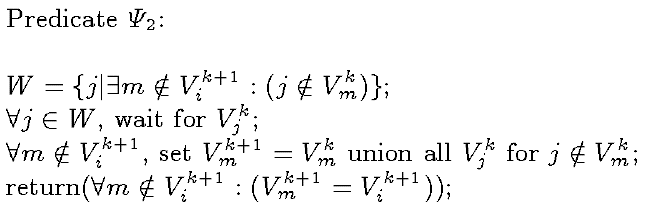 Predicate Ψ₂:
W = {j|∃m ∉ V_i^{k+1} : (j ∉ V_m^k)};
∀j ∈ W, wait for V_j^k;
∀m ∉ V_i^{k+1}, set V_m^{k+1} = V_m^k union all V_j^k for j ∉ V_m^k;
return(∀m ∉ V_i^{k+1} : (V_m^{k+1} = V_i^{k+1}));